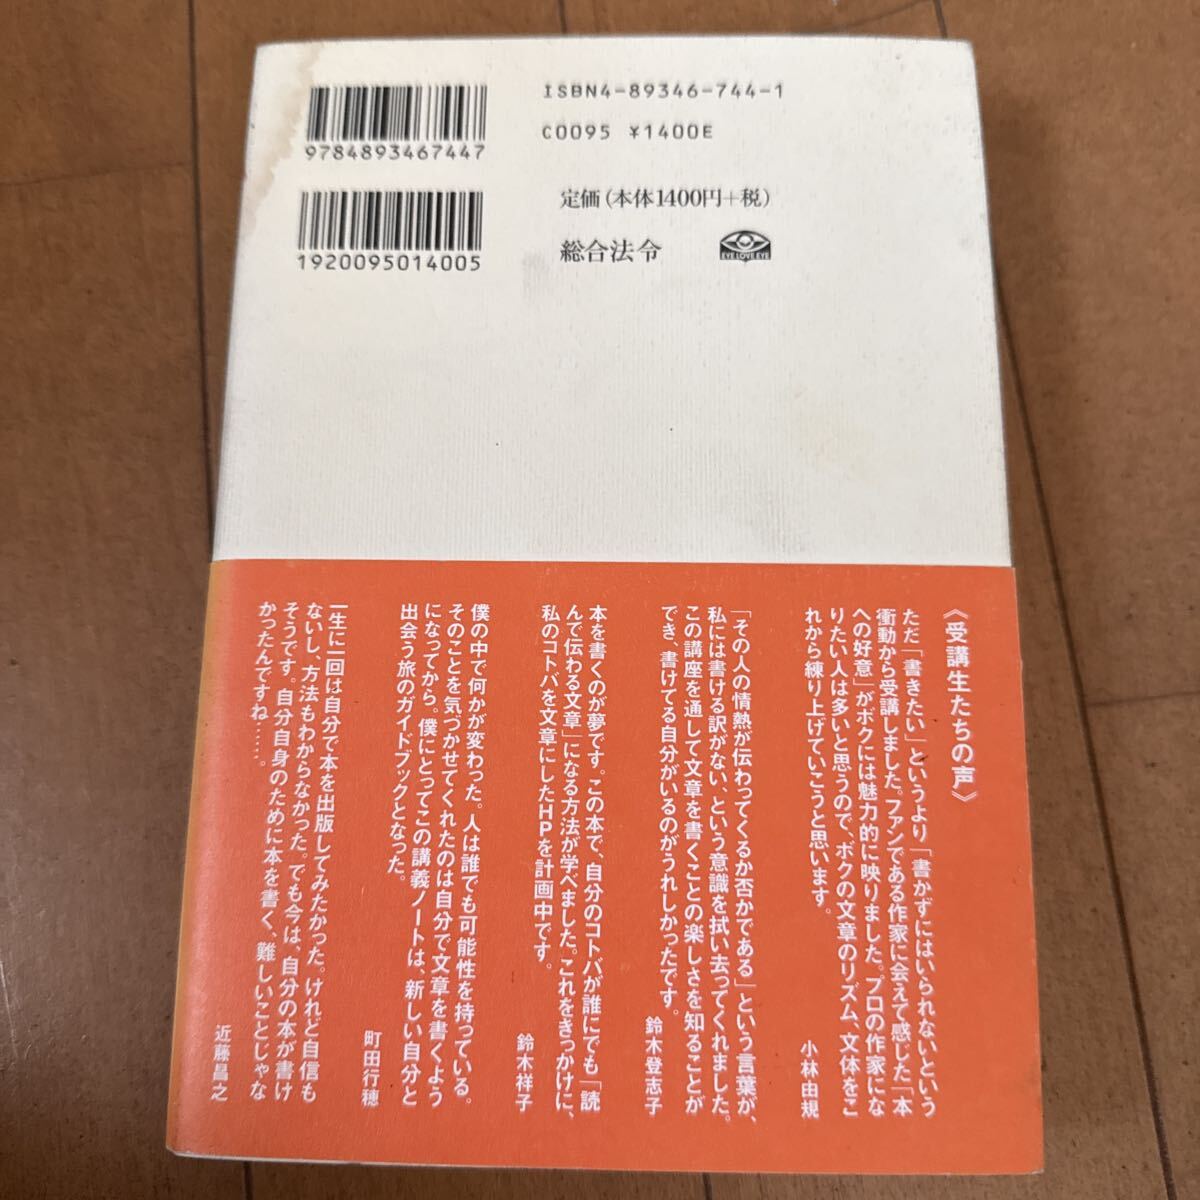 9784893467447
1920095014005
ISBN4-89346-744-1
C0095 ¥1400E
定価(本体1400円+税)
総合法令
EYE LOVE EYE
《受講生たちの声》
ただ「書きたい」というより「書かずにはいられないという
衝動から受講しました。ファンである作家に会えて感じた「本
への好意」がボクには魅力的に映りました。プロの作家にな
りたい人は多いと思うので、ボクの文章のリズム、文体をこ
れから練り上げていこうと思います。
小林由規
「その人の情熱が伝わってくるか否かである」という言葉が、
私には書ける訳がない、という意識を拭い去ってくれました。
この講座を通して文章を書くことの楽しさを知ることが
でき、書けてる自分がいるのがうれしかったです。
鈴木登志子
本を書くのが夢です。この本で、自分のコトバが誰にでも「読
んで伝わる文章」になる方法が学べました。これをきっかけに、
私のコトバを文章にしたHPを計画中です。
鈴木祥子
僕の中で何かが変わった。人は誰でも可能性を持っている。
そのことを気づかせてくれたのは自分で文章を書くよう
になってから。僕にとってこの講義ノートは、新しい自分と
出会う旅のガイドブックとなった。
町田行穂
一生に一回は自分で本を出版してみたかった。けれど自信も
ないし、方法もわからなかった。でも今は、自分の本が書け
そうです。自分自身のために本を書く、難しいことじゃな
かったんですね……。
近藤昌之